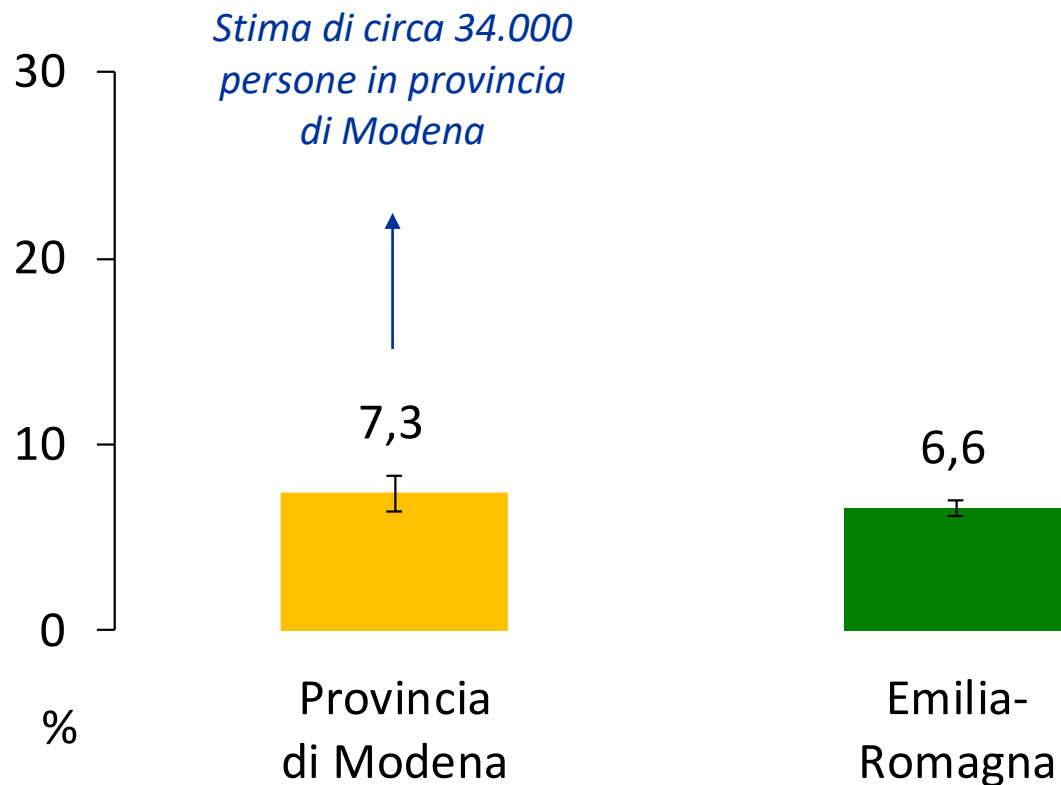 Stima di circa 34.000
persone in provincia
di Modena
30
20
10
0
%
7,3
6,6
Provincia
di Modena
Emilia-
Romagna